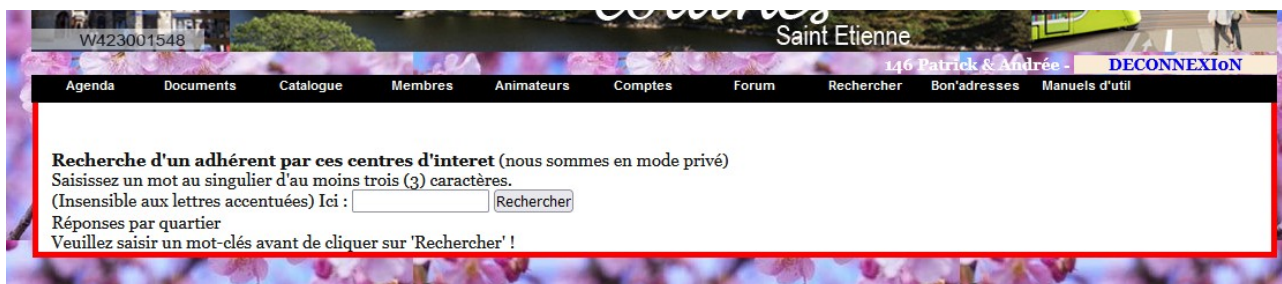 Saint Etienne
W423001548
146 Patrick & Andrée - DECONNEXIoN
Agenda Documents Catalogue Membres Animateurs Comptes Forum Rechercher Bon'adresses Manuels d'util
Recherche d'un adhérent par ces centres d'interet (nous sommes en mode privé)
Saisissez un mot au singulier d'au moins trois (3) caractères.
(Insensible aux lettres accentuées) Ici : Rechercher
Réponses par quartier
Veuillez saisir un mot-clés avant de cliquer sur 'Rechercher' !